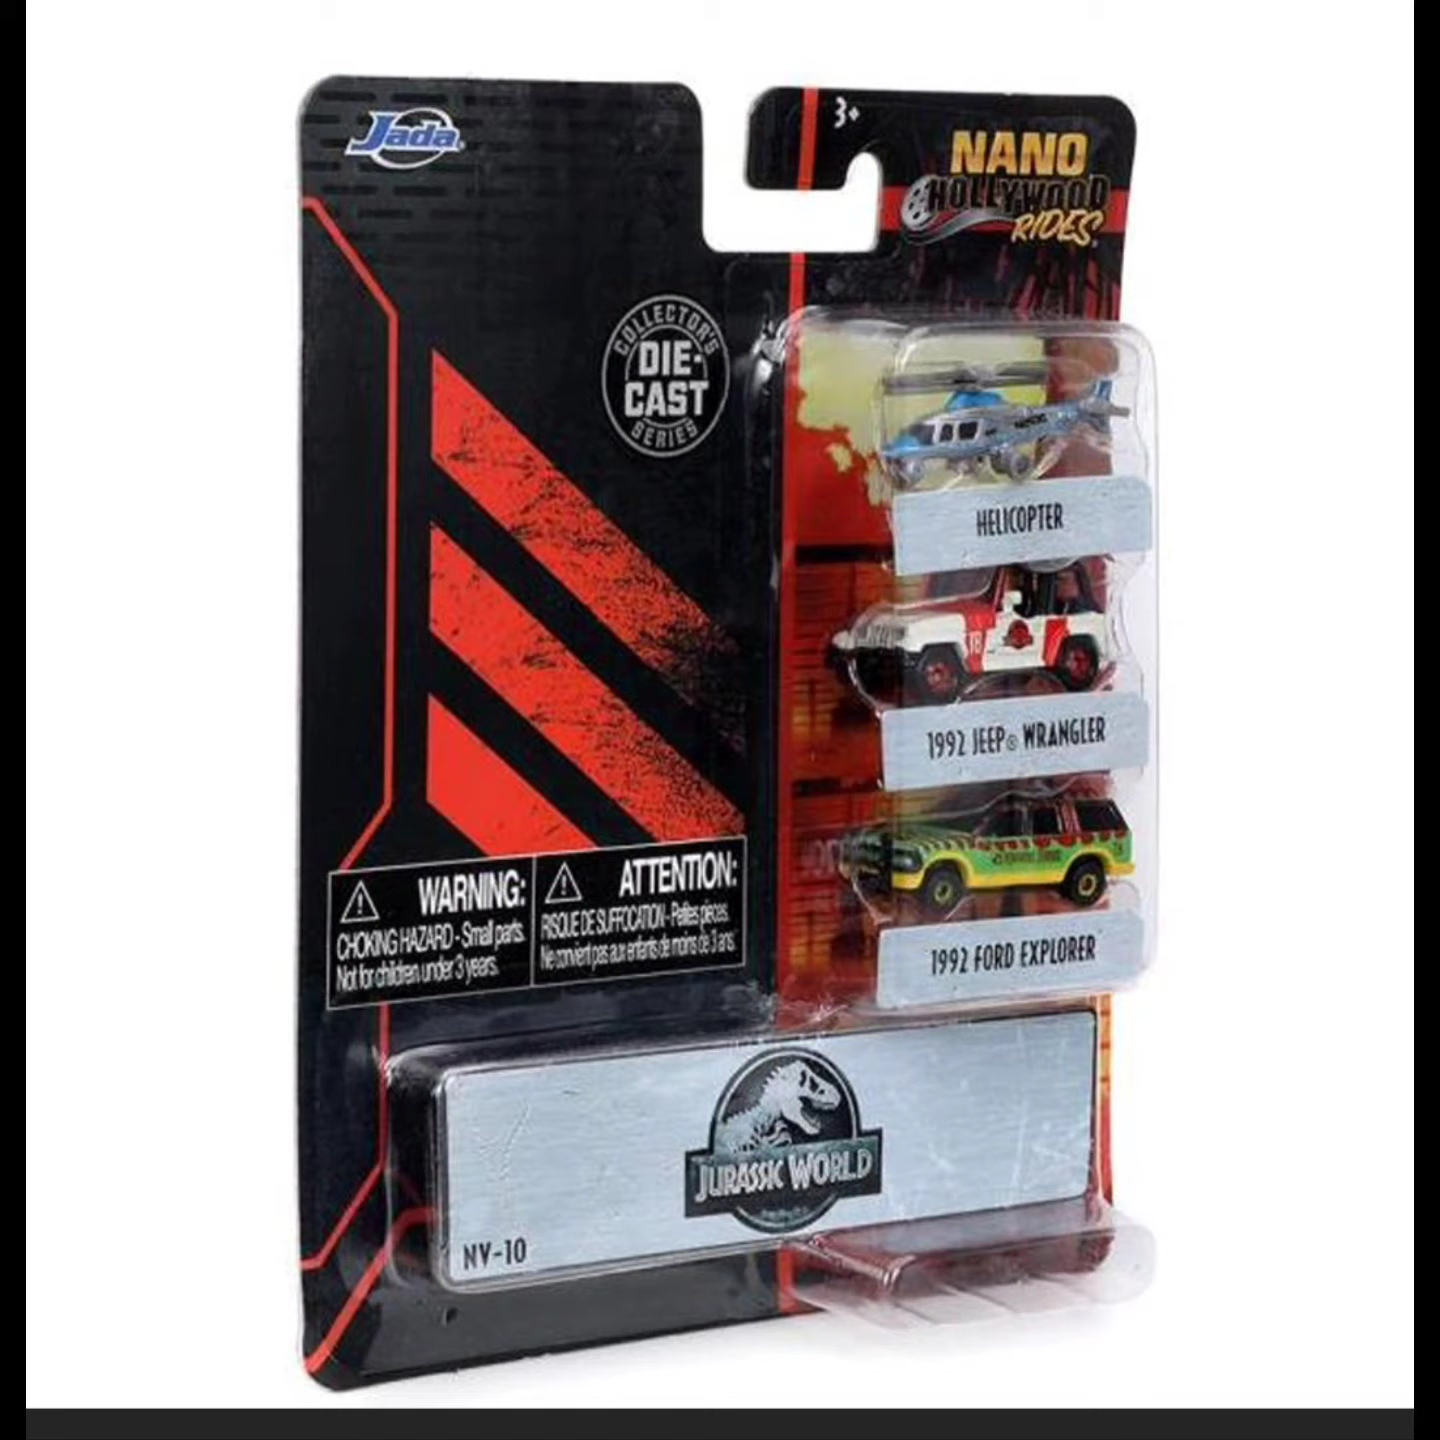 Jada
3+
NANO
HOLLYWOOD
RIDES
COLLECTOR'S
DIE-
CAST
SERIES
HELICOPTER
18
1992 JEEP® WRANGLER
1992 FORD EXPLORER
WARNING:
CHOKING HAZARD - Small parts.
Not for children under 3 years.
ATTENTION:
RISQUE DE SUFFOCATION - Petites pièces.
Ne convient pas aux enfants de moins de 3 ans.
JURASSIC WORLD
NV-10